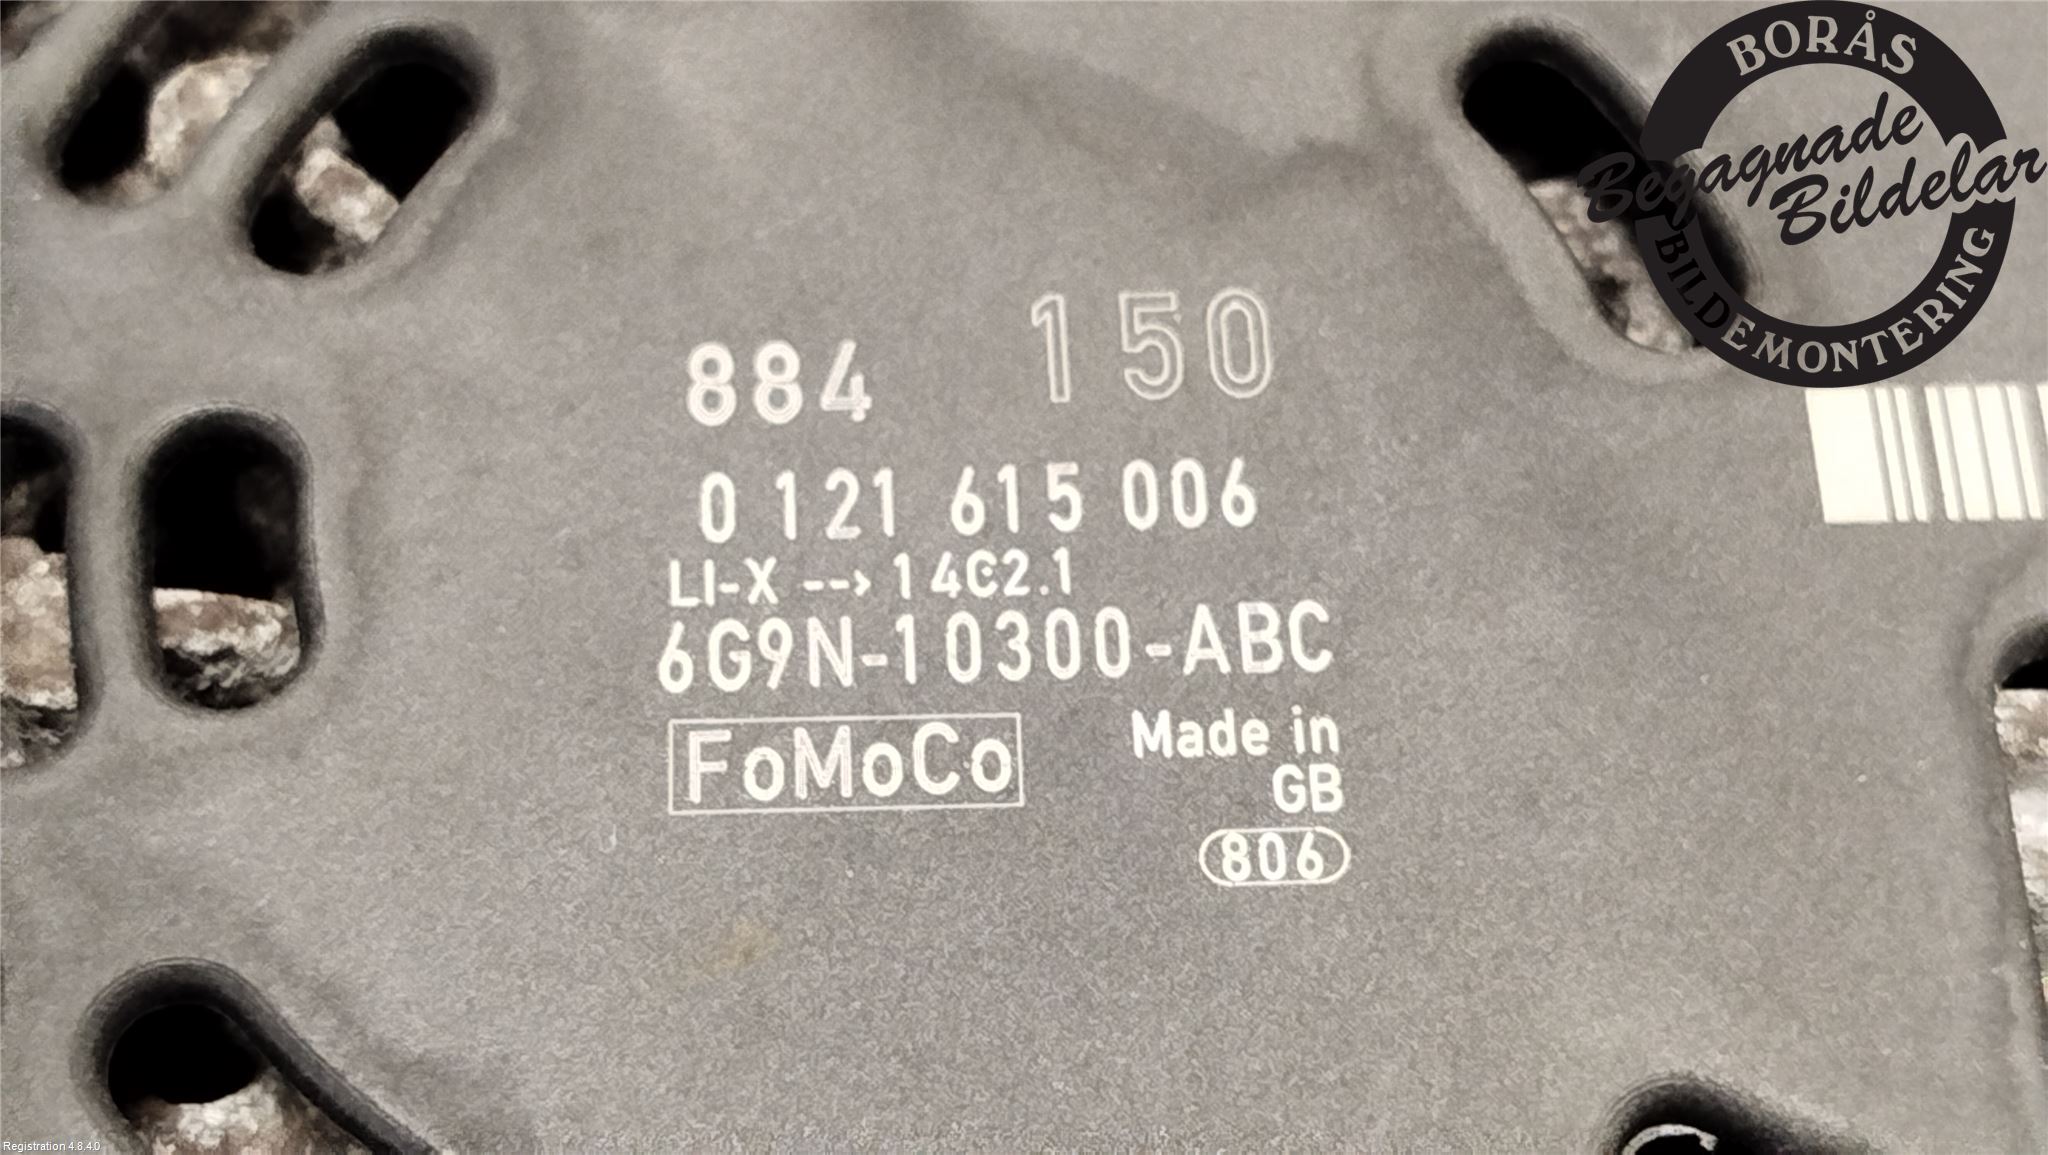 BORÅS
Begagnade
Bildelar
BILDEMONTERING
884 150
0 121 615 006
LI-X --> 14C2.1
6G9N-10300-ABC
FoMoCo
Made in
GB
806
Registration 4.8.4.0